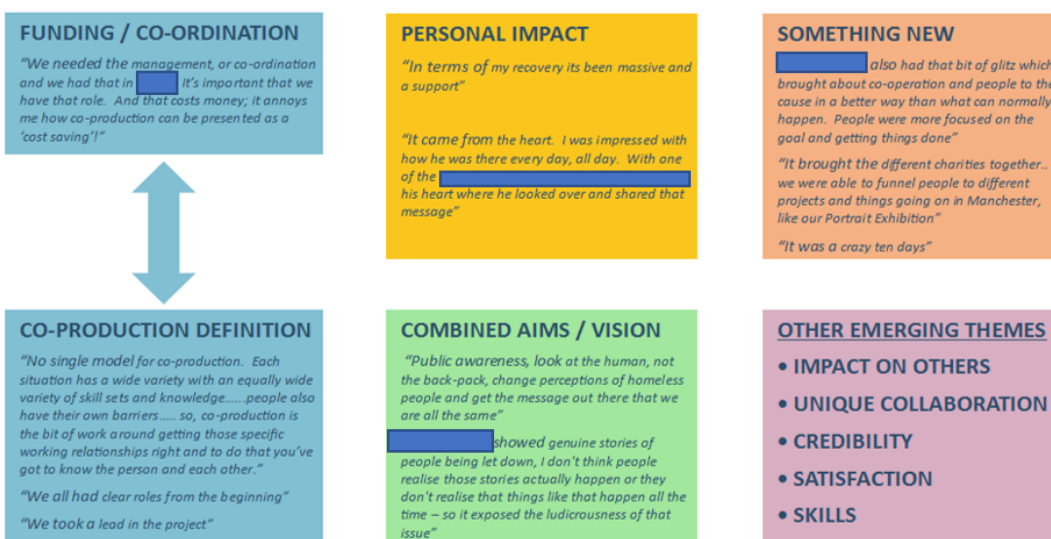 FUNDING / CO-ORDINATION
“We needed the management, or co-ordination
and we had that in It’s important that we
have that role. And that costs money; it annoys
me how co-production can be presented as a
‘cost saving’!”
PERSONAL IMPACT
“In terms of my recovery its been massive and
a support”
“It came from the heart. I was impressed with
how he was there every day, all day. With one
of the
his heart where he looked over and shared that
message”
SOMETHING NEW
also had that bit of glitz which
brought about co-operation and people to the
cause in a better way than what can normally
happen. People were more focused on the
goal and getting things done”
“It brought the different charities together..
we were able to funnel people to different
projects and things going on in Manchester,
like our Portrait Exhibition”
“It was a crazy ten days”
CO-PRODUCTION DEFINITION
“No single model for co-production. Each
situation has a wide variety with an equally wide
variety of skill sets and knowledge......people also
have their own barriers..... so, co-production is
the bit of work around getting those specific
working relationships right and to do that you’ve
got to know the person and each other.”
“We all had clear roles from the beginning”
“We took a lead in the project”
COMBINED AIMS / VISION
“Public awareness, look at the human, not
the back-pack, change perceptions of homeless
people and get the message out there that we
are all the same”
showed genuine stories of
people being let down, I don't think people
realise those stories actually happen or they
don't realise that things like that happen all the
time – so it exposed the ludicrousness of that
issue”
OTHER EMERGING THEMES
• IMPACT ON OTHERS
• UNIQUE COLLABORATION
• CREDIBILITY
• SATISFACTION
• SKILLS